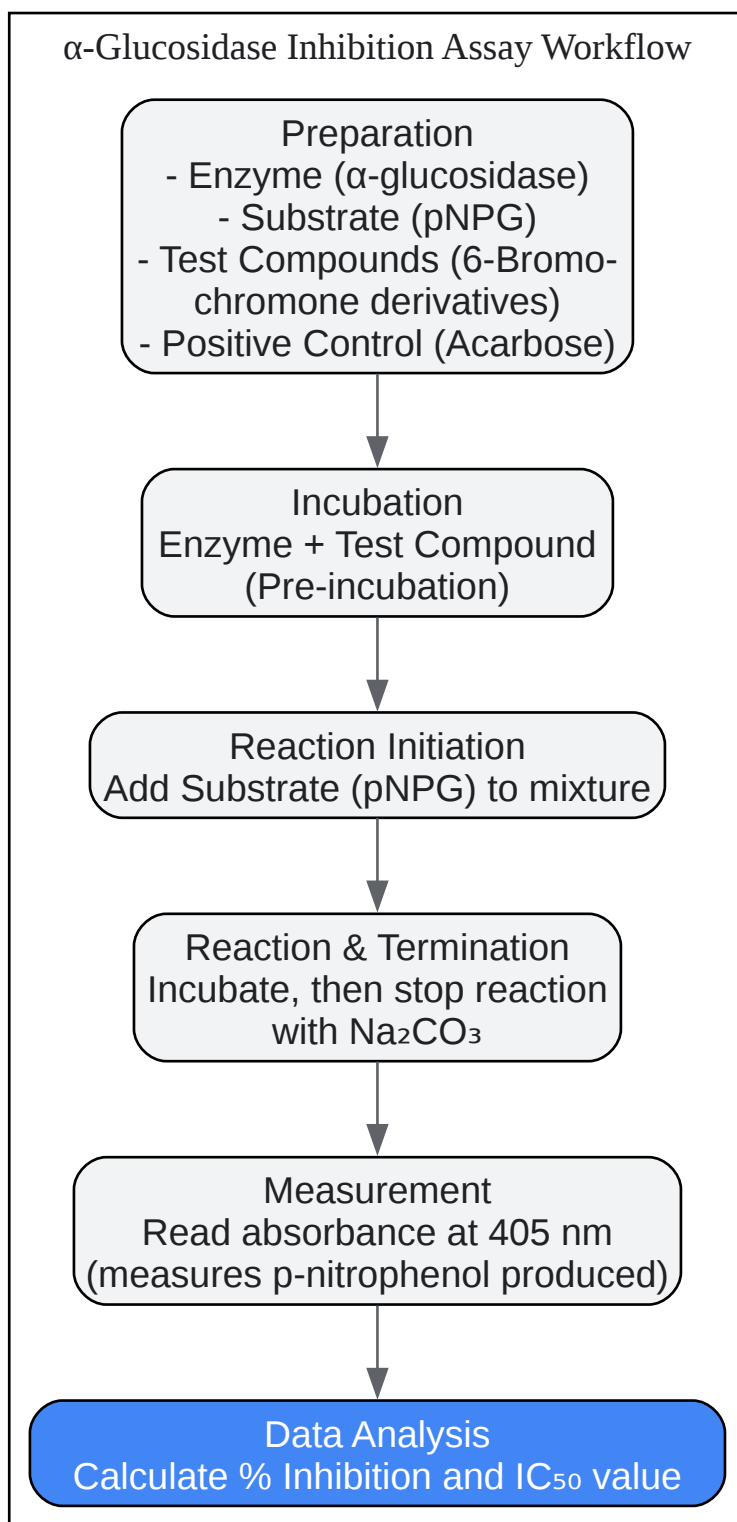 α-Glucosidase Inhibition Assay Workflow
Preparation
- Enzyme (α-glucosidase)
- Substrate (pNPG)
- Test Compounds (6-Bromo-
chromone derivatives)
- Positive Control (Acarbose)
Incubation
Enzyme + Test Compound
(Pre-incubation)
Reaction Initiation
Add Substrate (pNPG) to mixture
Reaction & Termination
Incubate, then stop reaction
with Na₂CO₃
Measurement
Read absorbance at 405 nm
(measures p-nitrophenol produced)
Data Analysis
Calculate % Inhibition and IC₅₀ value